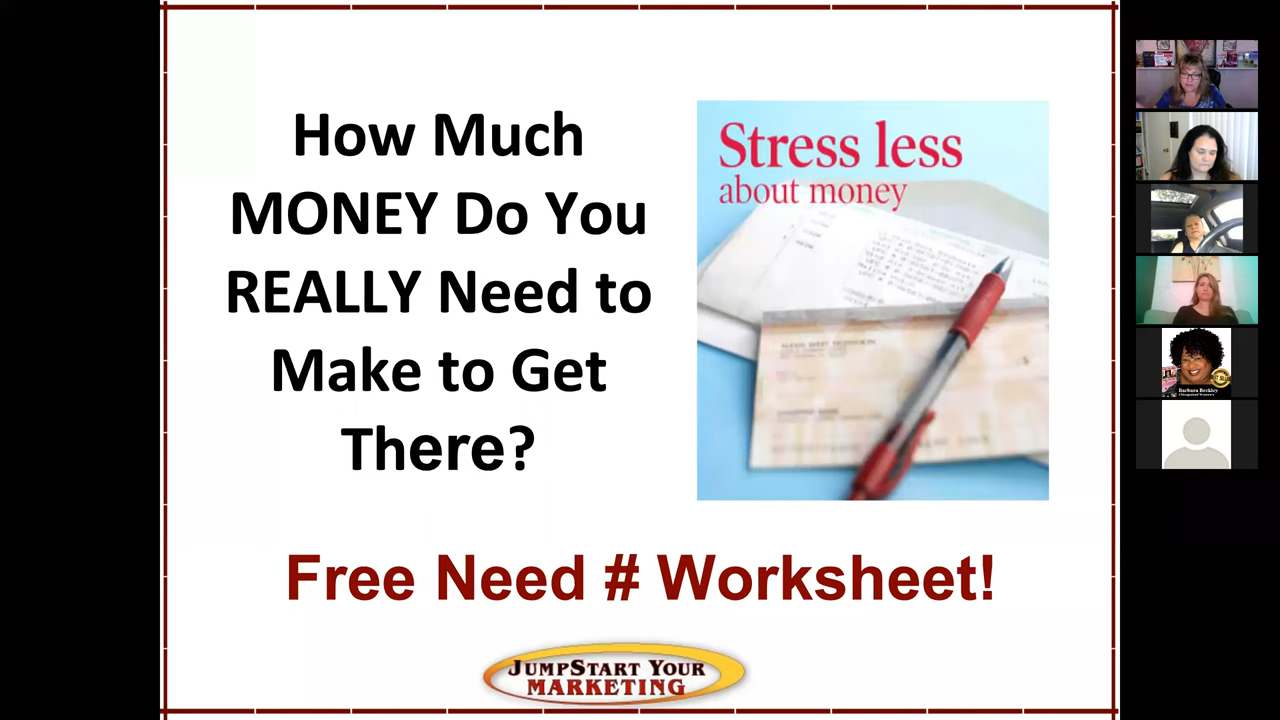 How Much
MONEY Do You
REALLY Need to
Make to Get
There?
Stress less
about money
Free Need # Worksheet!
JUMPSTART YOUR
MARKETING
Barbara Beckley